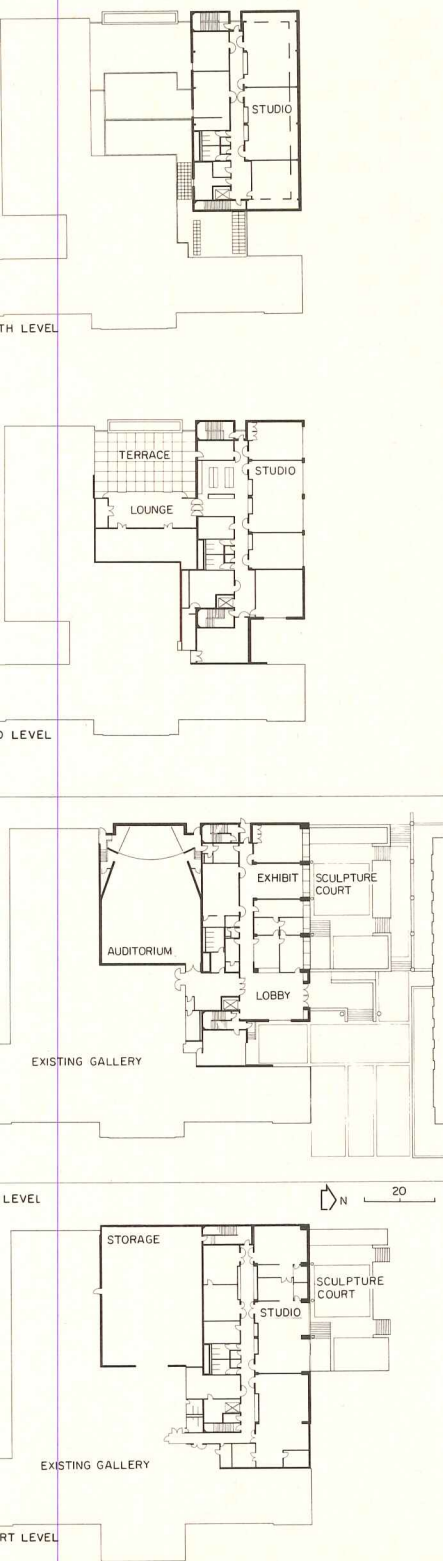 STUDIO
TH LEVEL
TERRACE
STUDIO
LOUNGE
D LEVEL
EXHIBIT
SCULPTURE
COURT
AUDITORIUM
LOBBY
EXISTING GALLERY
LEVEL
N
20
STORAGE
SCULPTURE
COURT
STUDIO
EXISTING GALLERY
RT LEVEL